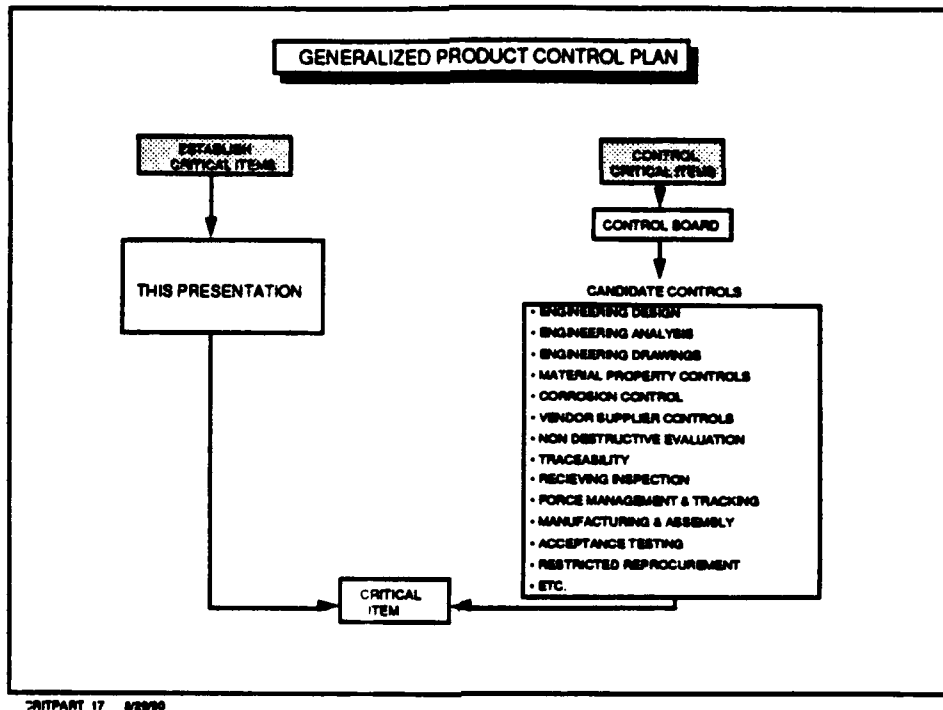 GENERALIZED PRODUCT CONTROL PLAN
ESTABLISH
CRITICAL ITEMS
THIS PRESENTATION
CONTROL
CRITICAL ITEMS
CONTROL BOARD
CANDIDATE CONTROLS
• ENGINEERING DESIGN
• ENGINEERING ANALYSIS
• ENGINEERING DRAWINGS
• MATERIAL PROPERTY CONTROLS
• CORROSION CONTROL
• VENDOR SUPPLIER CONTROLS
• NON DESTRUCTIVE EVALUATION
• TRACEABILITY
• RECIEVING INSPECTION
• FORCE MANAGEMENT & TRACKING
• MANUFACTURING & ASSEMBLY
• ACCEPTANCE TESTING
• RESTRICTED REPROCUREMENT
• ETC.
CRITICAL
ITEM
17